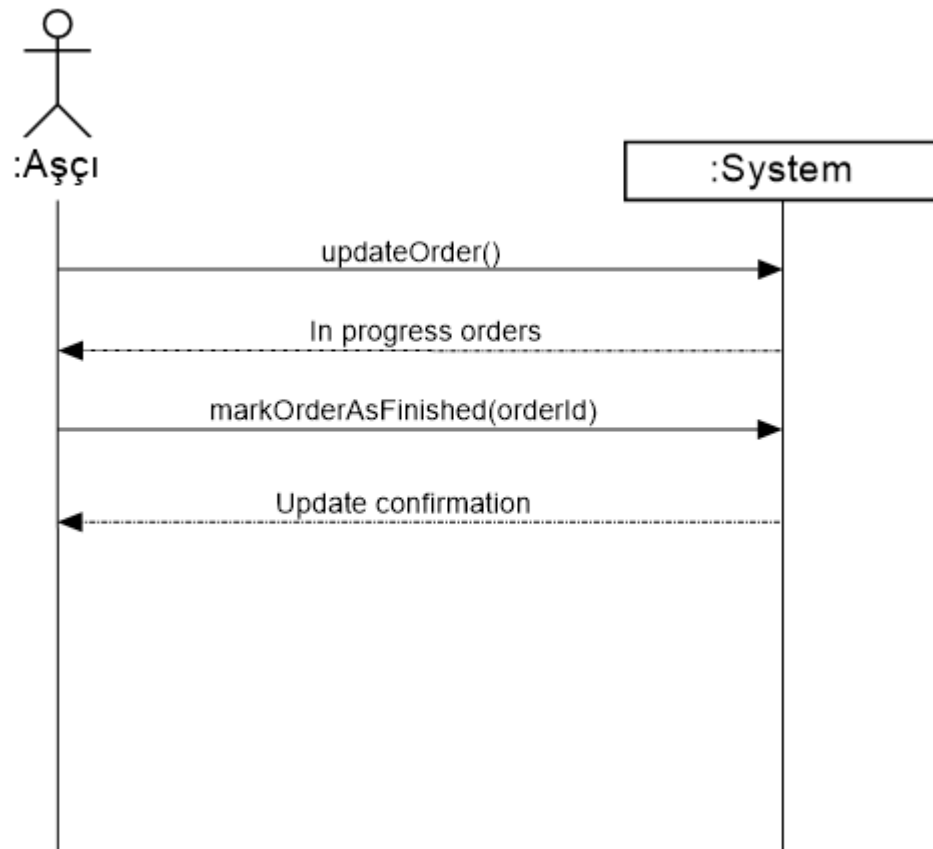 :Aşçı
:System
updateOrder()
In progress orders
markOrderAsFinished(orderId)
Update confirmation